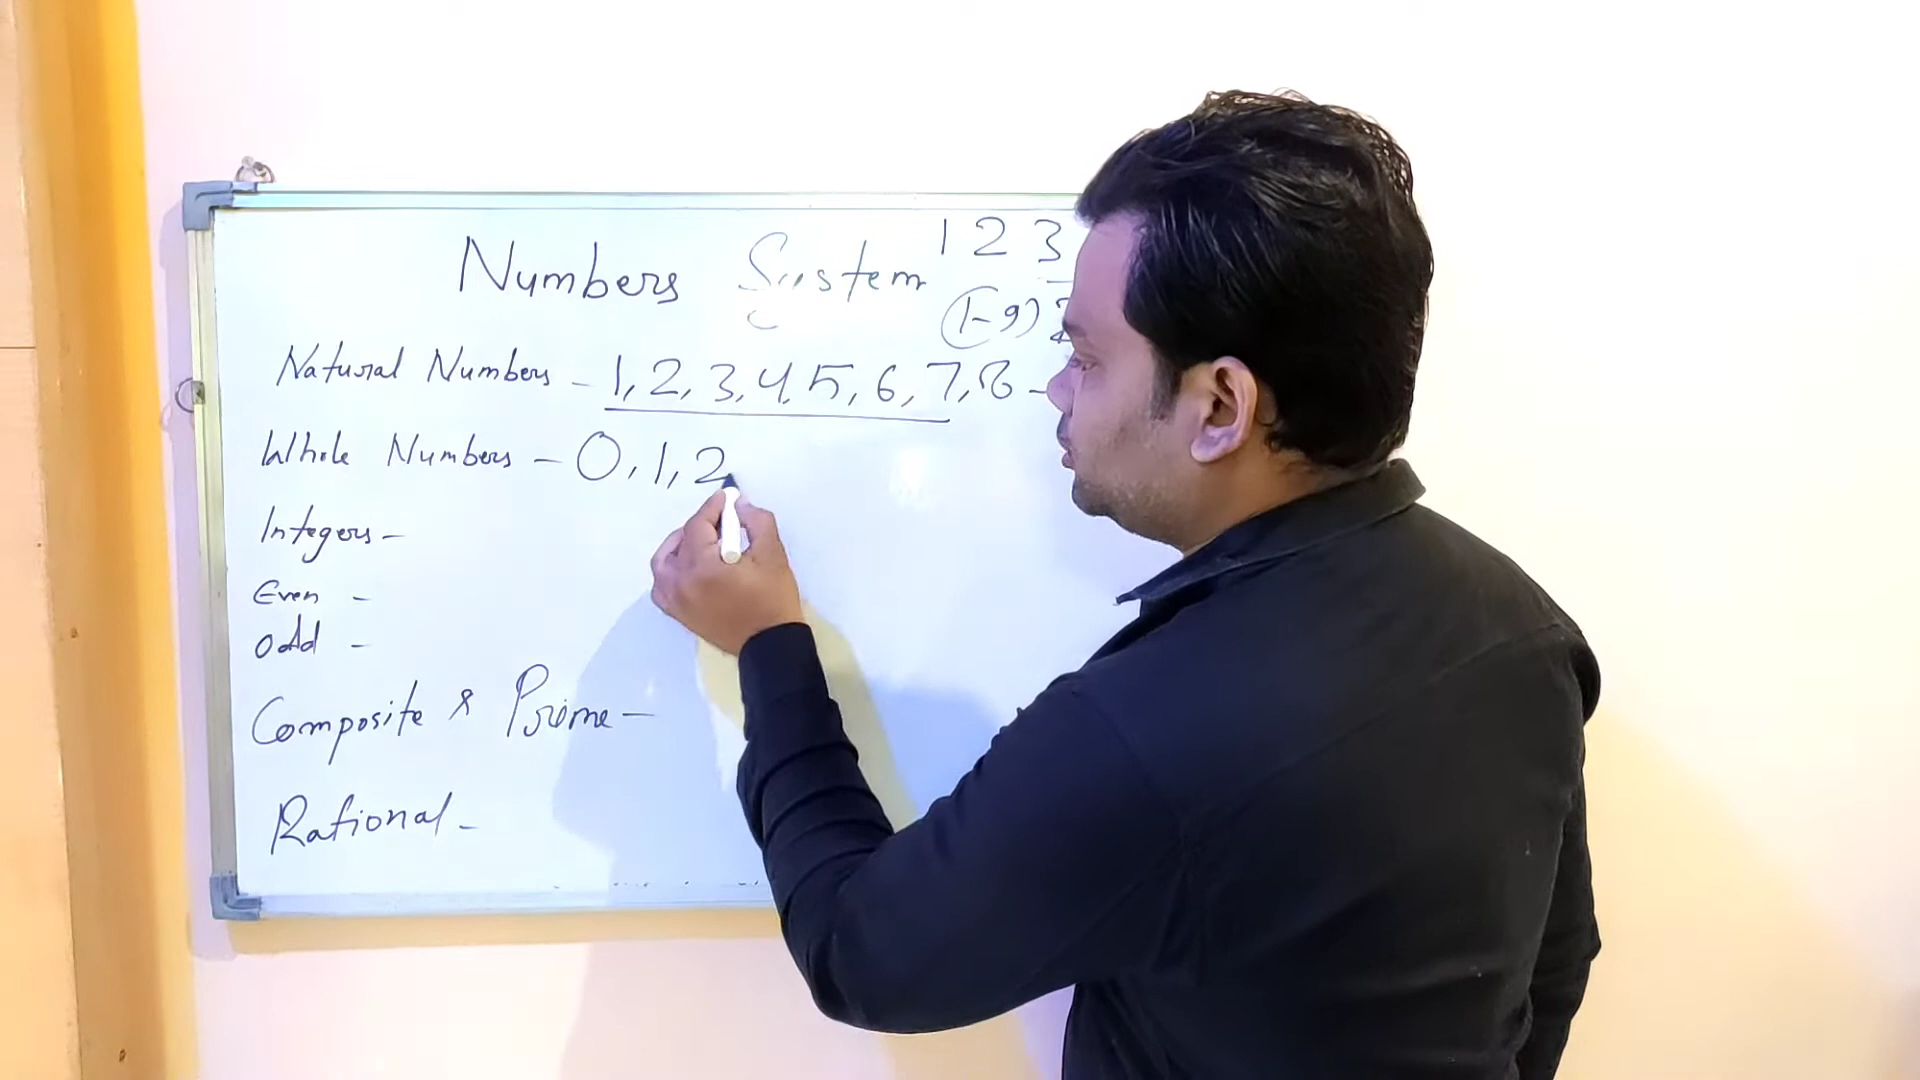 Numbers System
1 2 3
(1-9)
Natural Numbers - 1, 2, 3, 4, 5, 6, 7, 8 -
Whole Numbers - 0, 1, 2
Integers -
Even -
Odd -
Composite & Prime -
Rational -